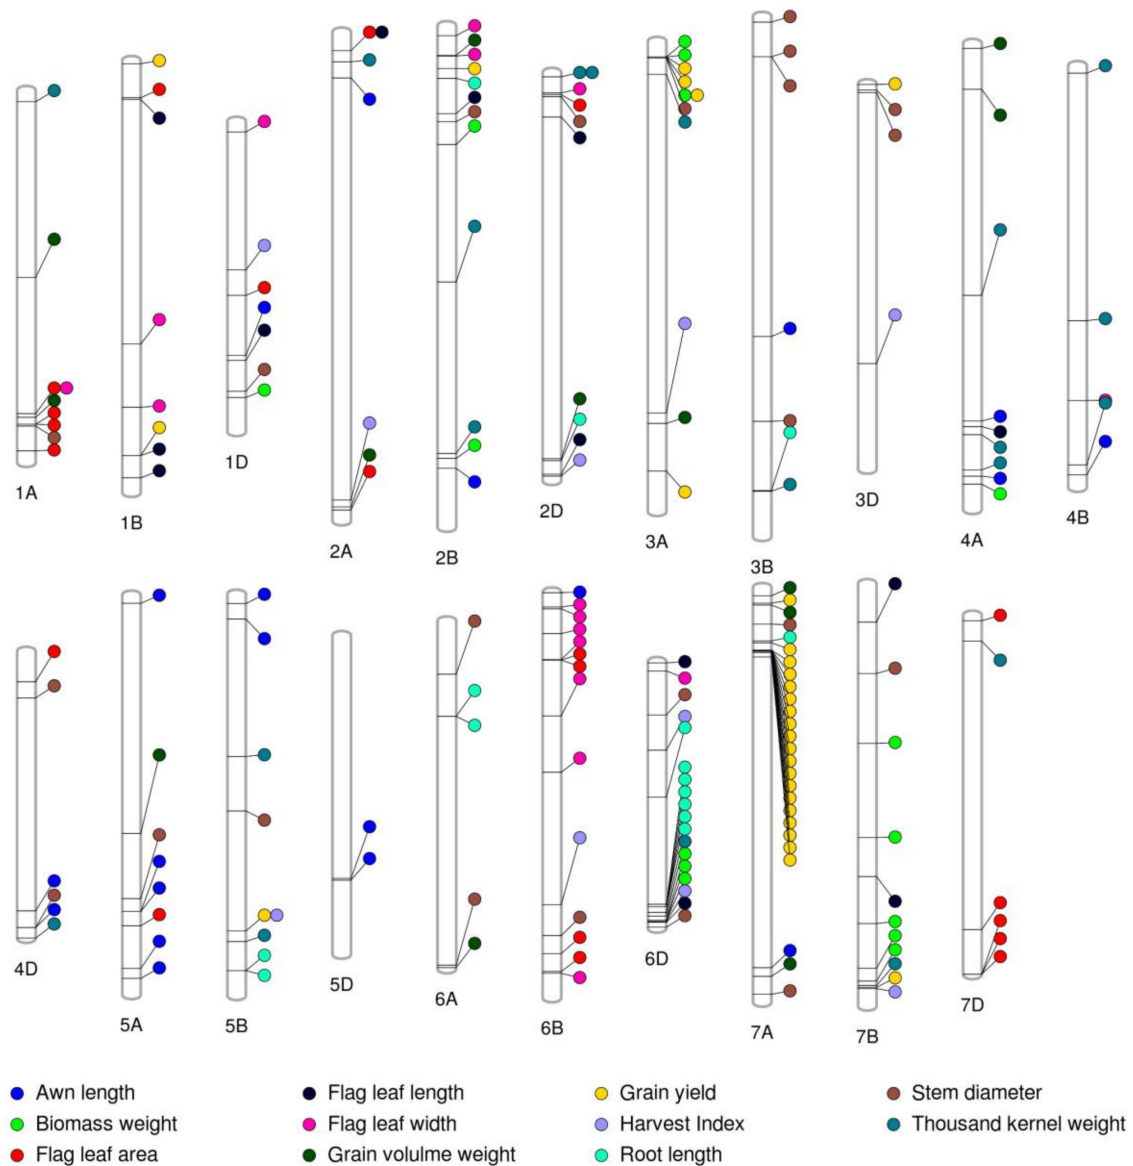 1A
1B
1D
2A
2B
2D
3A
3B
3D
4A
4B
4D
5A
5B
5D
6A
6B
6D
7A
7B
7D
Awn length
Flag leaf length
Grain yield
Stem diameter
Biomass weight
Flag leaf width
Harvest Index
Thousand kernel weight
Flag leaf area
Grain volulme weight
Root length